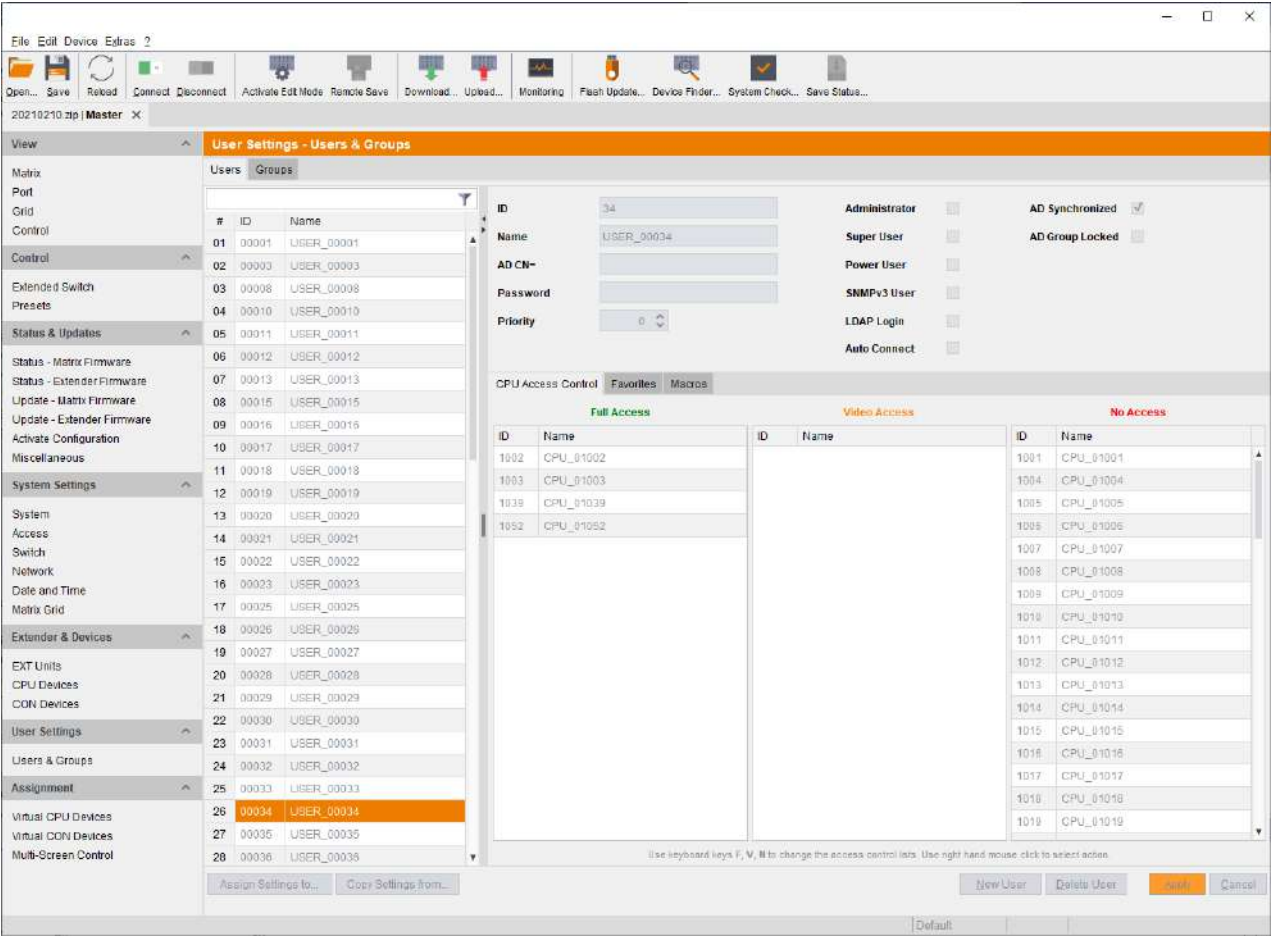 File Edit Device Extras ?
Open... Save Reload Connect Disconnect Activate Edit Mode Remote Save Download... Upload... Monitoring Flash Update... Device Finder... System Check... Save Status...
20210210.zip | Master X
View
Matrix
Port
Grid
Control
Control
Extended Switch
Presets
Status & Updates
Status - Matrix Firmware
Status - Extender Firmware
Update - Matrix Firmware
Update - Extender Firmware
Activate Configuration
Miscellaneous
System Settings
System
Access
Switch
Network
Date and Time
Matrix Grid
Extender & Devices
EXT Units
CPU Devices
CON Devices
User Settings
Users & Groups
Assignment
Virtual CPU Devices
Virtual CON Devices
Multi-Screen Control
User Settings - Users & Groups
Users Groups
# ID Name
01 00001 USER_00001
02 00003 USER_00003
03 00008 USER_00008
04 00010 USER_00010
05 00011 USER_00011
06 00012 USER_00012
07 00013 USER_00013
08 00015 USER_00015
09 00016 USER_00016
10 00017 USER_00017
11 00018 USER_00018
12 00019 USER_00019
13 00020 USER_00020
14 00021 USER_00021
15 00022 USER_00022
16 00023 USER_00023
17 00025 USER_00025
18 00026 USER_00026
19 00027 USER_00027
20 00028 USER_00028
21 00029 USER_00029
22 00030 USER_00030
23 00031 USER_00031
24 00032 USER_00032
25 00033 USER_00033
26 00034 USER_00034
27 00035 USER_00035
28 00036 USER_00036
ID 34
Name USER_00034
AD CN=
Password
Priority 0
Administrator
Super User
Power User
SNMPv3 User
LDAP Login
Auto Connect
AD Synchronized
AD Group Locked
CPU Access Control Favorites Macros
Full Access
ID Name
1002 CPU_01002
1003 CPU_01003
1039 CPU_01039
1052 CPU_01052
Video Access
ID Name
No Access
ID Name
1001 CPU_01001
1004 CPU_01004
1005 CPU_01005
1006 CPU_01006
1007 CPU_01007
1008 CPU_01008
1009 CPU_01009
1010 CPU_01010
1011 CPU_01011
1012 CPU_01012
1013 CPU_01013
1014 CPU_01014
1015 CPU_01015
1016 CPU_01016
1017 CPU_01017
1018 CPU_01018
1019 CPU_01019
Use keyboard keys F, V, N to change the access control lists. Use right hand mouse click to select action.
Assign Settings to... Copy Settings from... New User Delete User Apply Cancel
Default